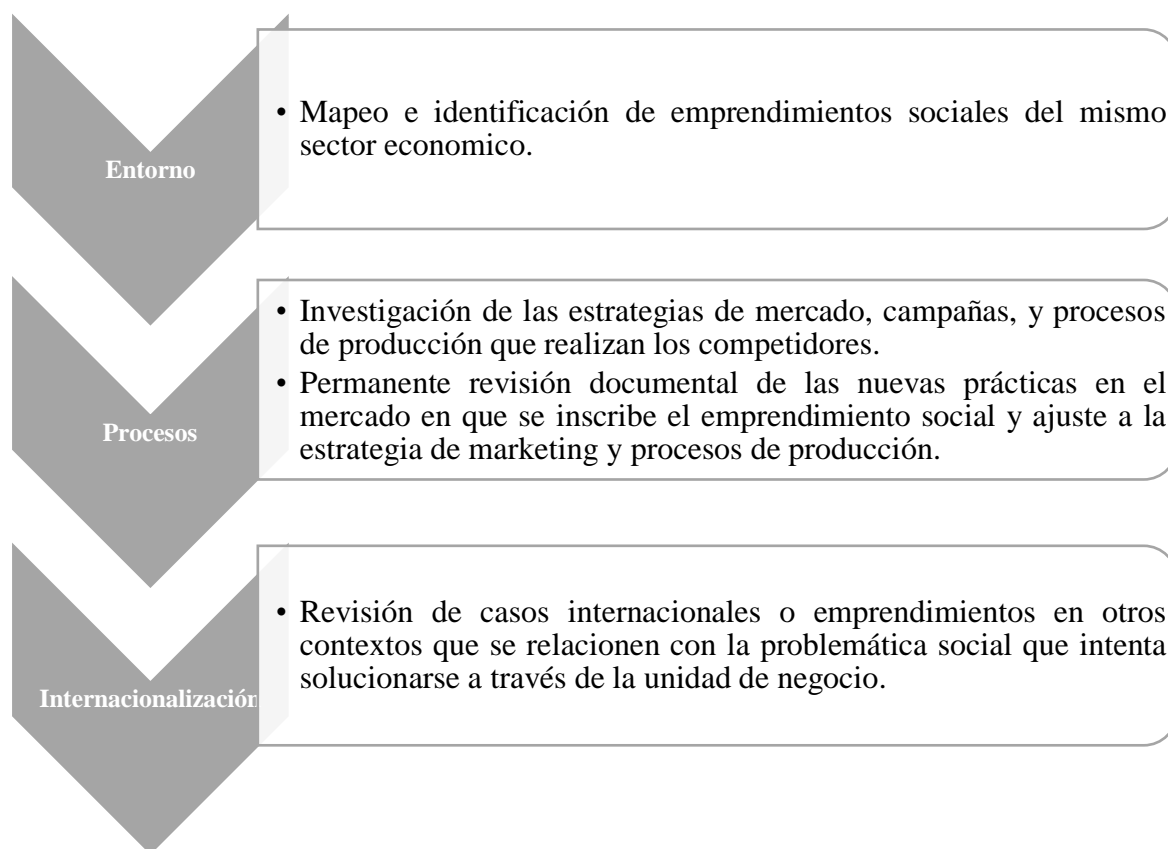 Entorno
• Mapeo e identificación de emprendimientos sociales del mismo
sector economico.
Procesos
• Investigación de las estrategias de mercado, campañas, y procesos
de producción que realizan los competidores.
• Permanente revisión documental de las nuevas prácticas en el
mercado en que se inscribe el emprendimiento social y ajuste a la
estrategia de marketing y procesos de producción.
Internacionalización
• Revisión de casos internacionales o emprendimientos en otros
contextos que se relacionen con la problemática social que intenta
solucionarse a través de la unidad de negocio.